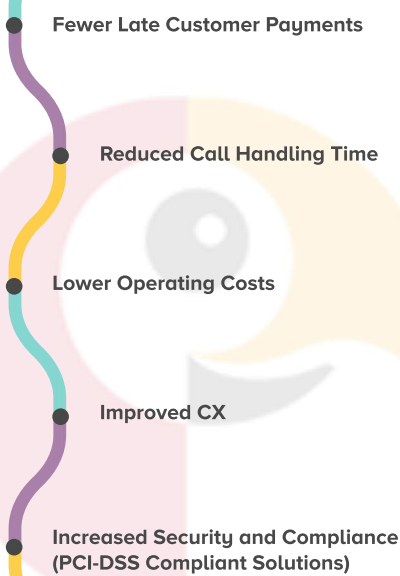 Fewer Late Customer Payments
Reduced Call Handling Time
Lower Operating Costs
Improved CX
Increased Security and Compliance
(PCI-DSS Compliant Solutions)